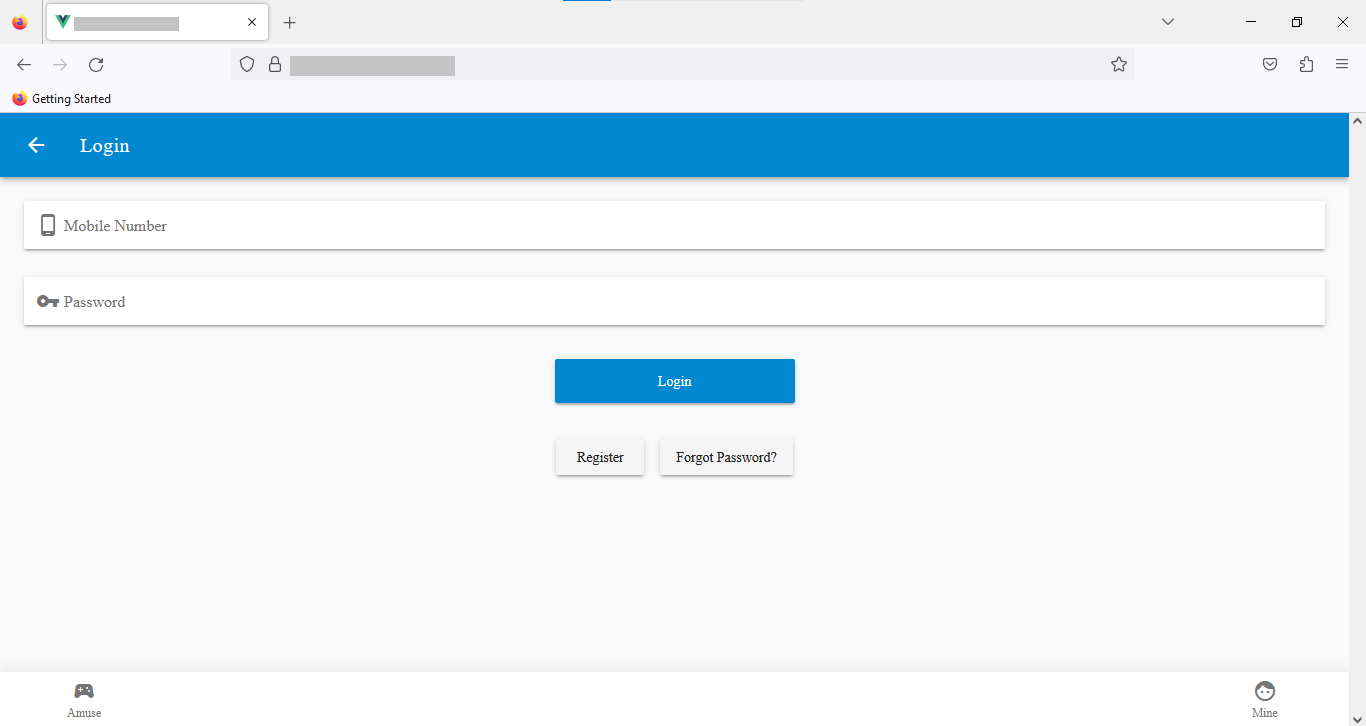 Getting Started
Login
Mobile Number
Password
Login
Register
Forgot Password?
Amuse
Mine